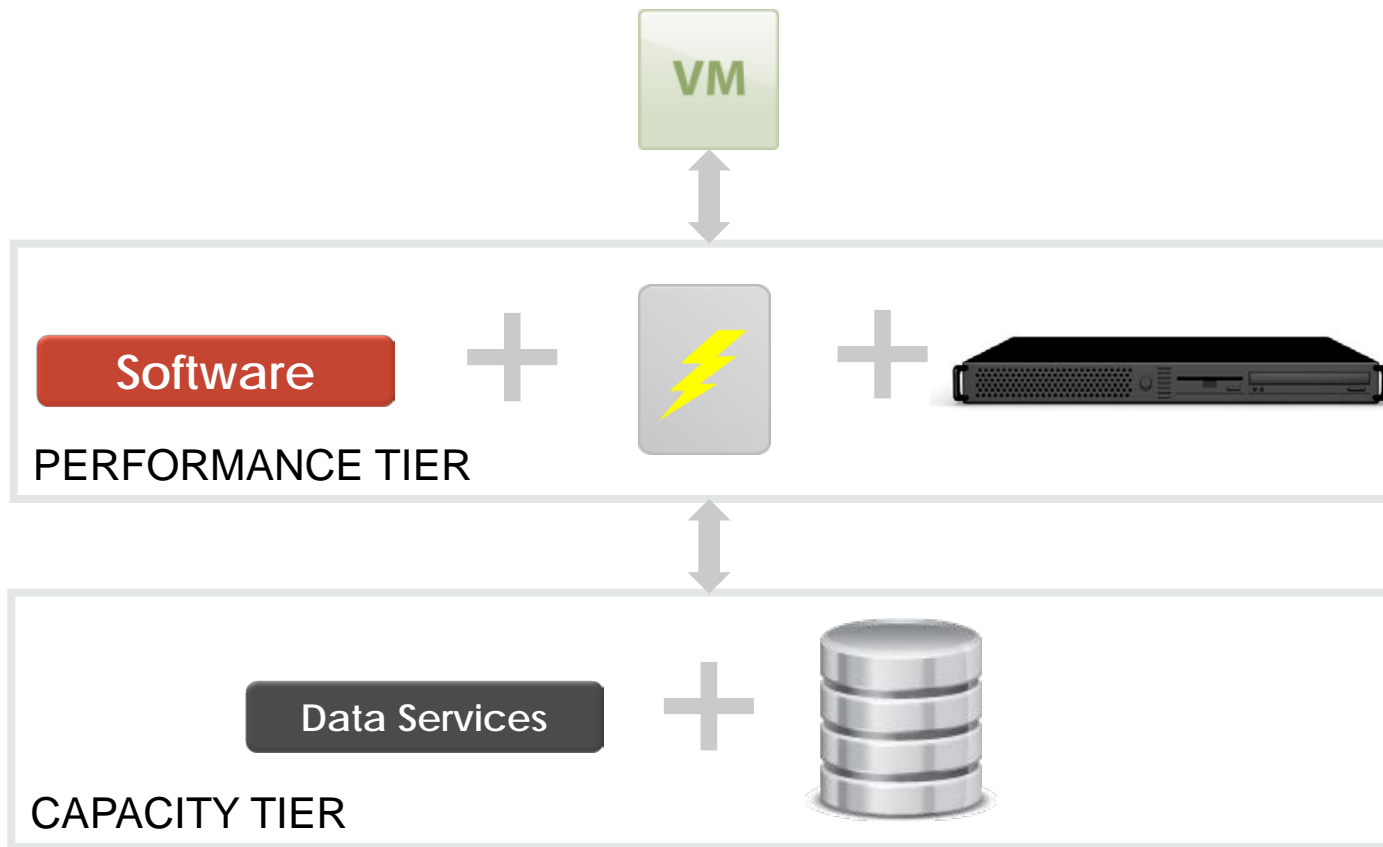 VM
Software
PERFORMANCE TIER
Data Services
CAPACITY TIER